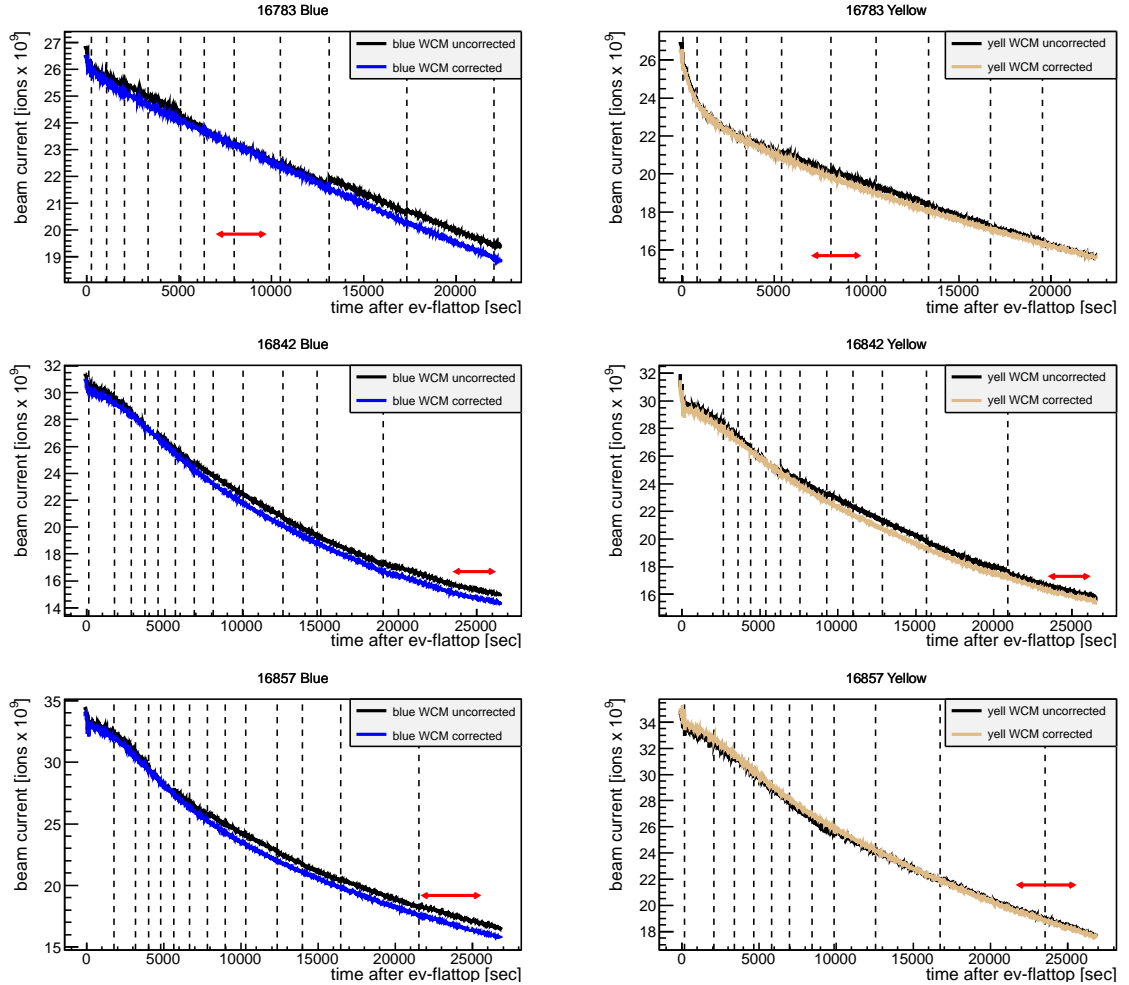 16783 Blue
beam current [ions x 10^9]
27
26
25
24
23
22
21
20
19
blue WCM uncorrected
blue WCM corrected
0 5000 10000 15000 20000
time after ev-flattop [sec]
16783 Yellow
beam current [ions x 10^9]
26
24
22
20
18
16
yell WCM uncorrected
yell WCM corrected
0 5000 10000 15000 20000
time after ev-flattop [sec]
16842 Blue
beam current [ions x 10^9]
32
30
28
26
24
22
20
18
16
14
blue WCM uncorrected
blue WCM corrected
0 5000 10000 15000 20000 25000
time after ev-flattop [sec]
16842 Yellow
beam current [ions x 10^9]
32
30
28
26
24
22
20
18
16
yell WCM uncorrected
yell WCM corrected
0 5000 10000 15000 20000 25000
time after ev-flattop [sec]
16857 Blue
beam current [ions x 10^9]
35
30
25
20
15
blue WCM uncorrected
blue WCM corrected
0 5000 10000 15000 20000 25000
time after ev-flattop [sec]
16857 Yellow
beam current [ions x 10^9]
34
32
30
28
26
24
22
20
18
yell WCM uncorrected
yell WCM corrected
0 5000 10000 15000 20000 25000
time after ev-flattop [sec]